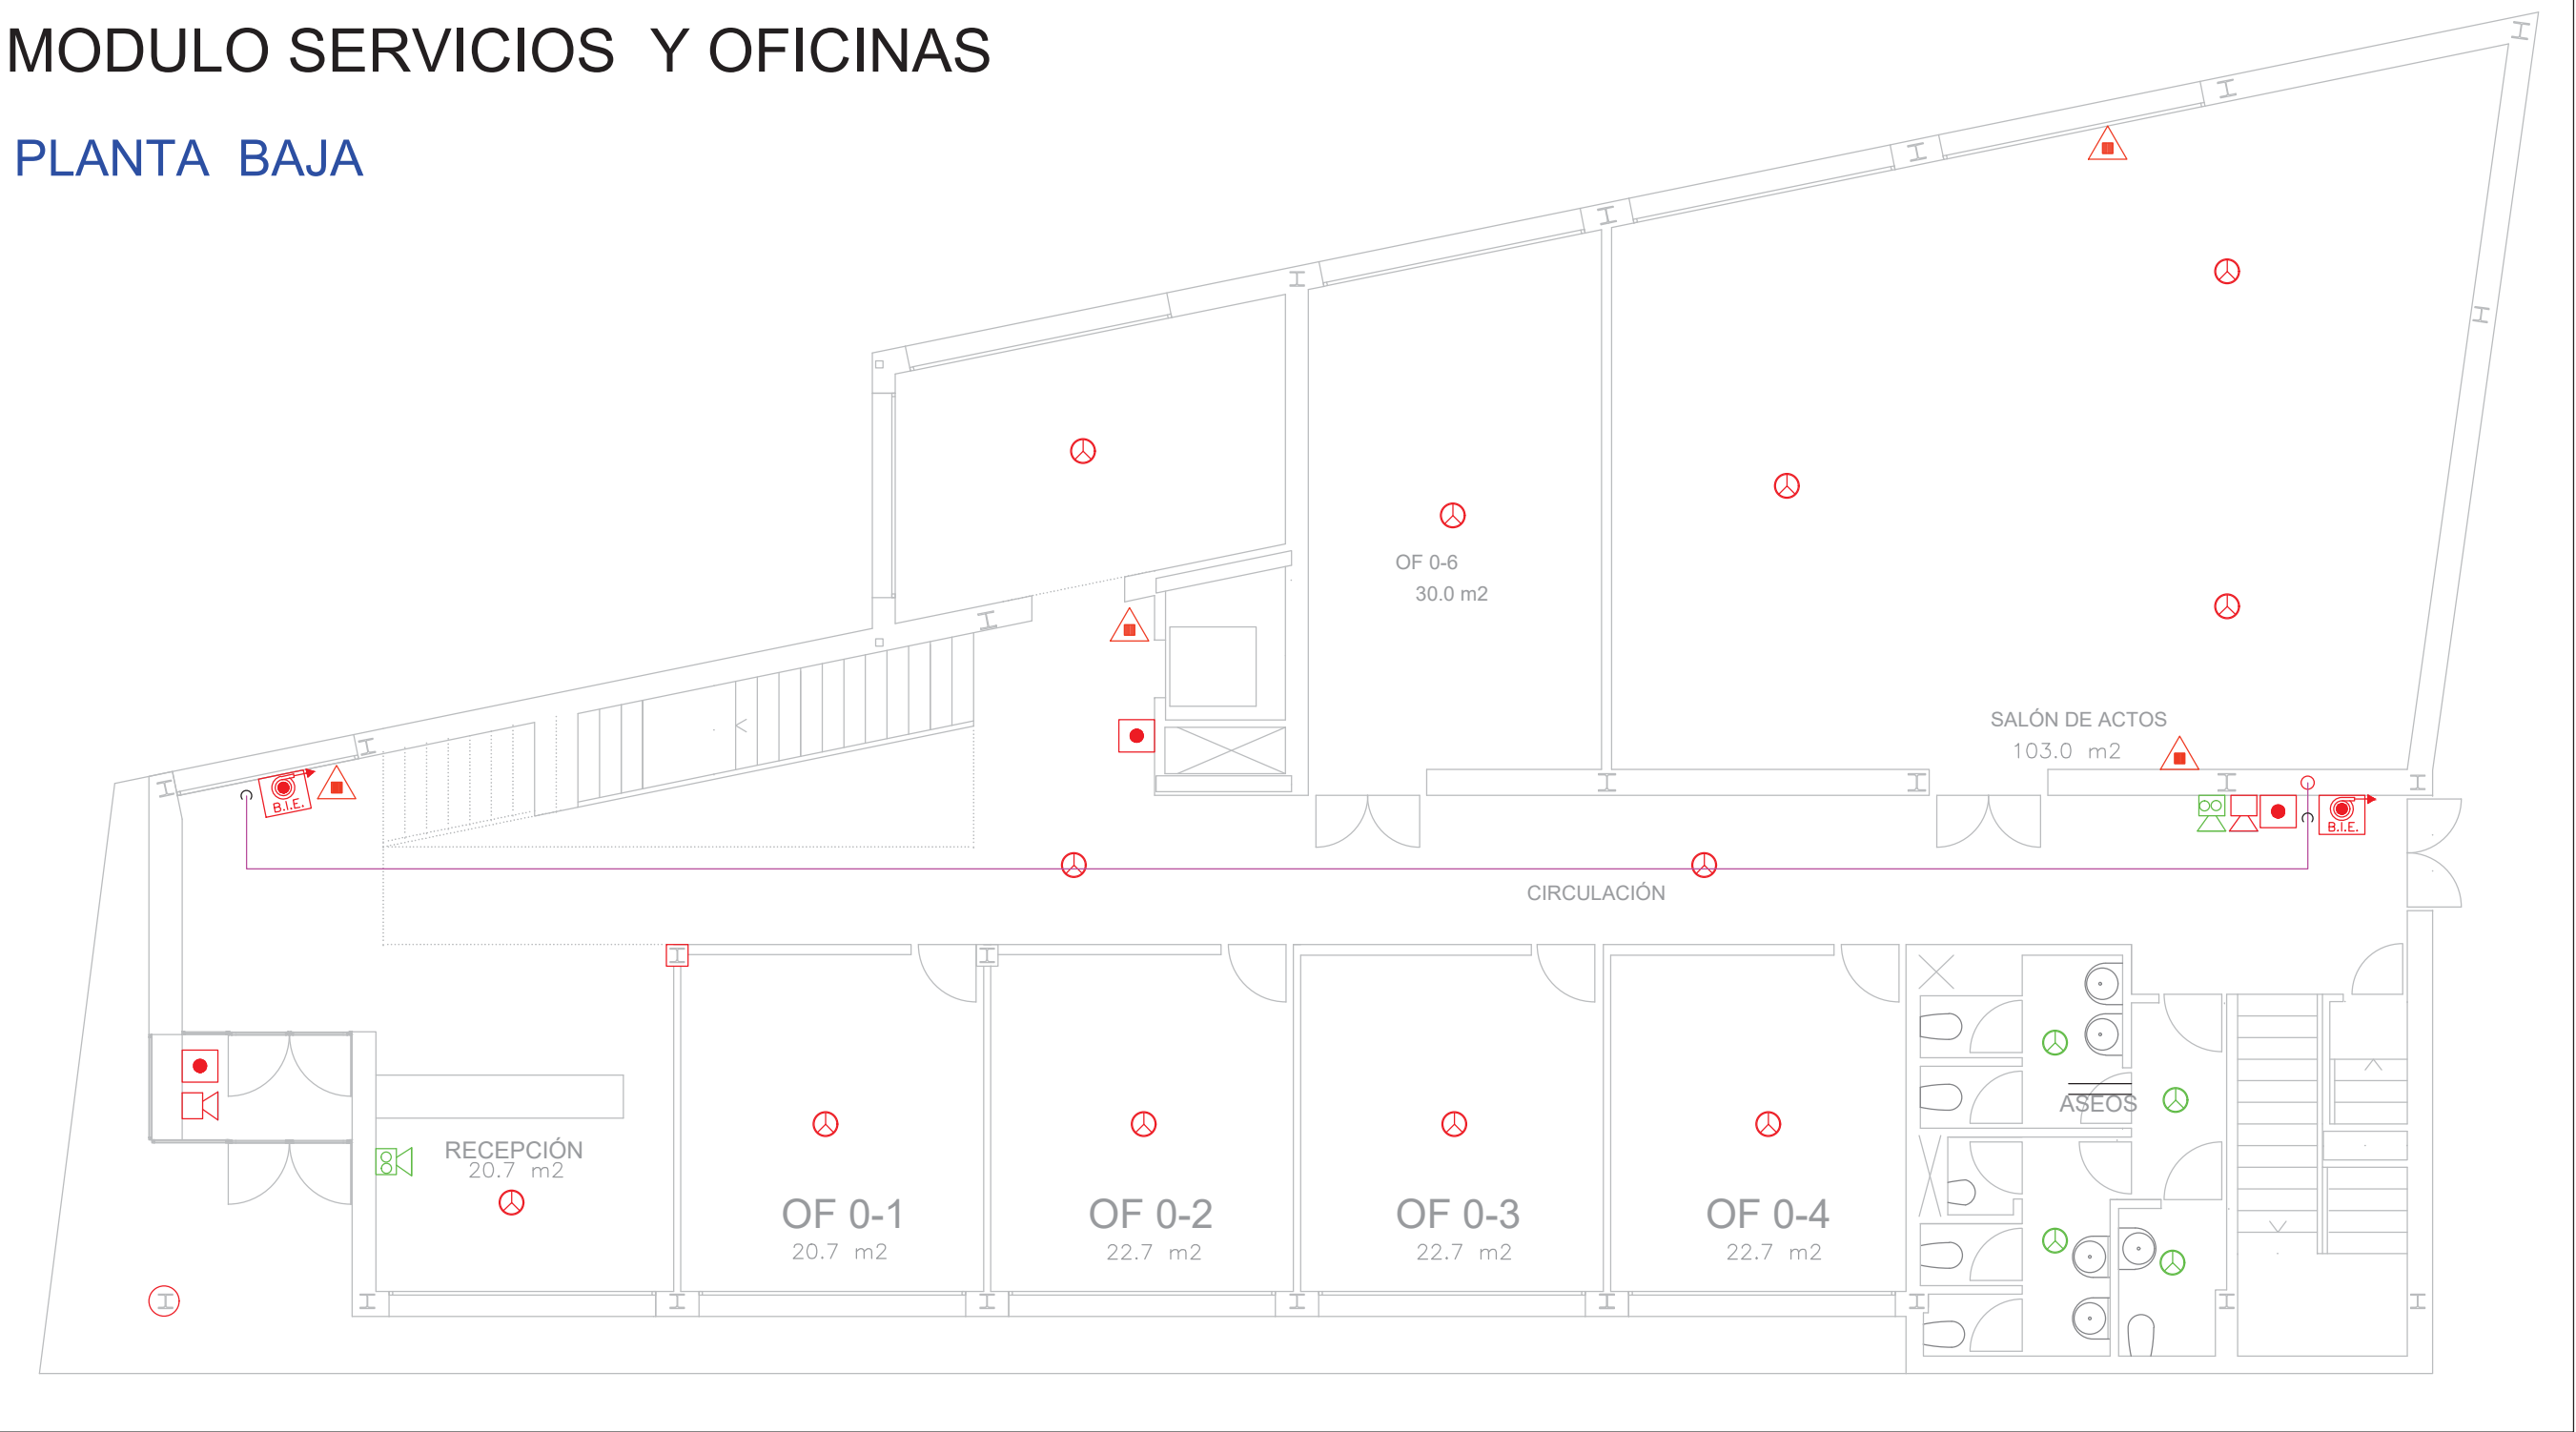 MODULO SERVICIOS Y OFICINAS
PLANTA BAJA
OF 0-6
30.0 m2
SALÓN DE ACTOS
103.0 m2
B.I.E.
B.I.E.
CIRCULACIÓN
RECEPCIÓN
20.7 m2
OF 0-1
20.7 m2
OF 0-2
22.7 m2
OF 0-3
22.7 m2
OF 0-4
22.7 m2
ASEOS